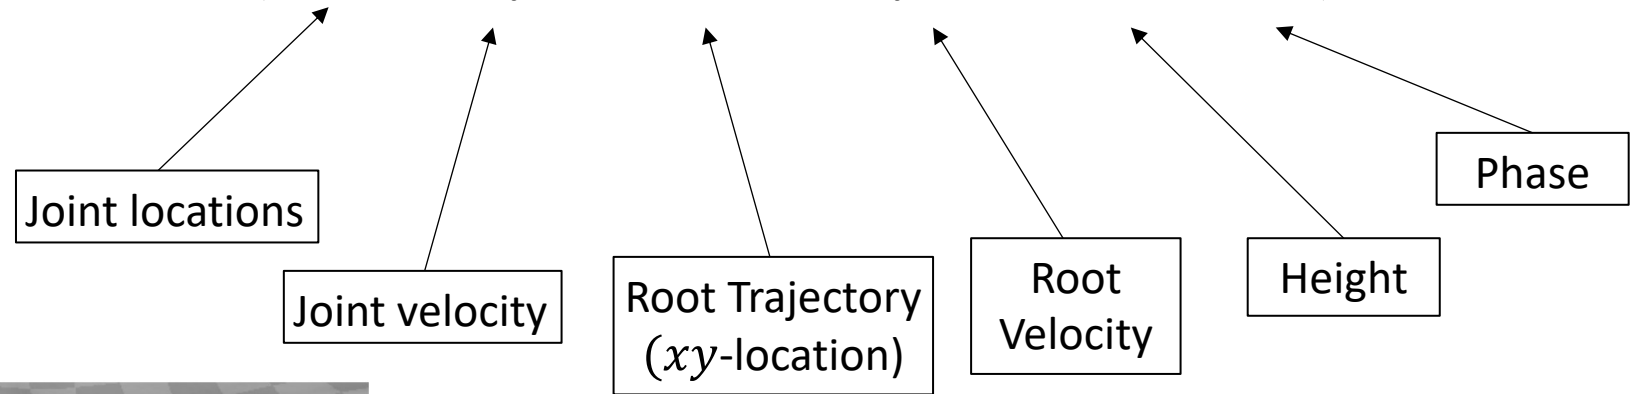 Joint locations
Joint velocity
Root Trajectory
(xy-location)
Root
Velocity
Height
Phase